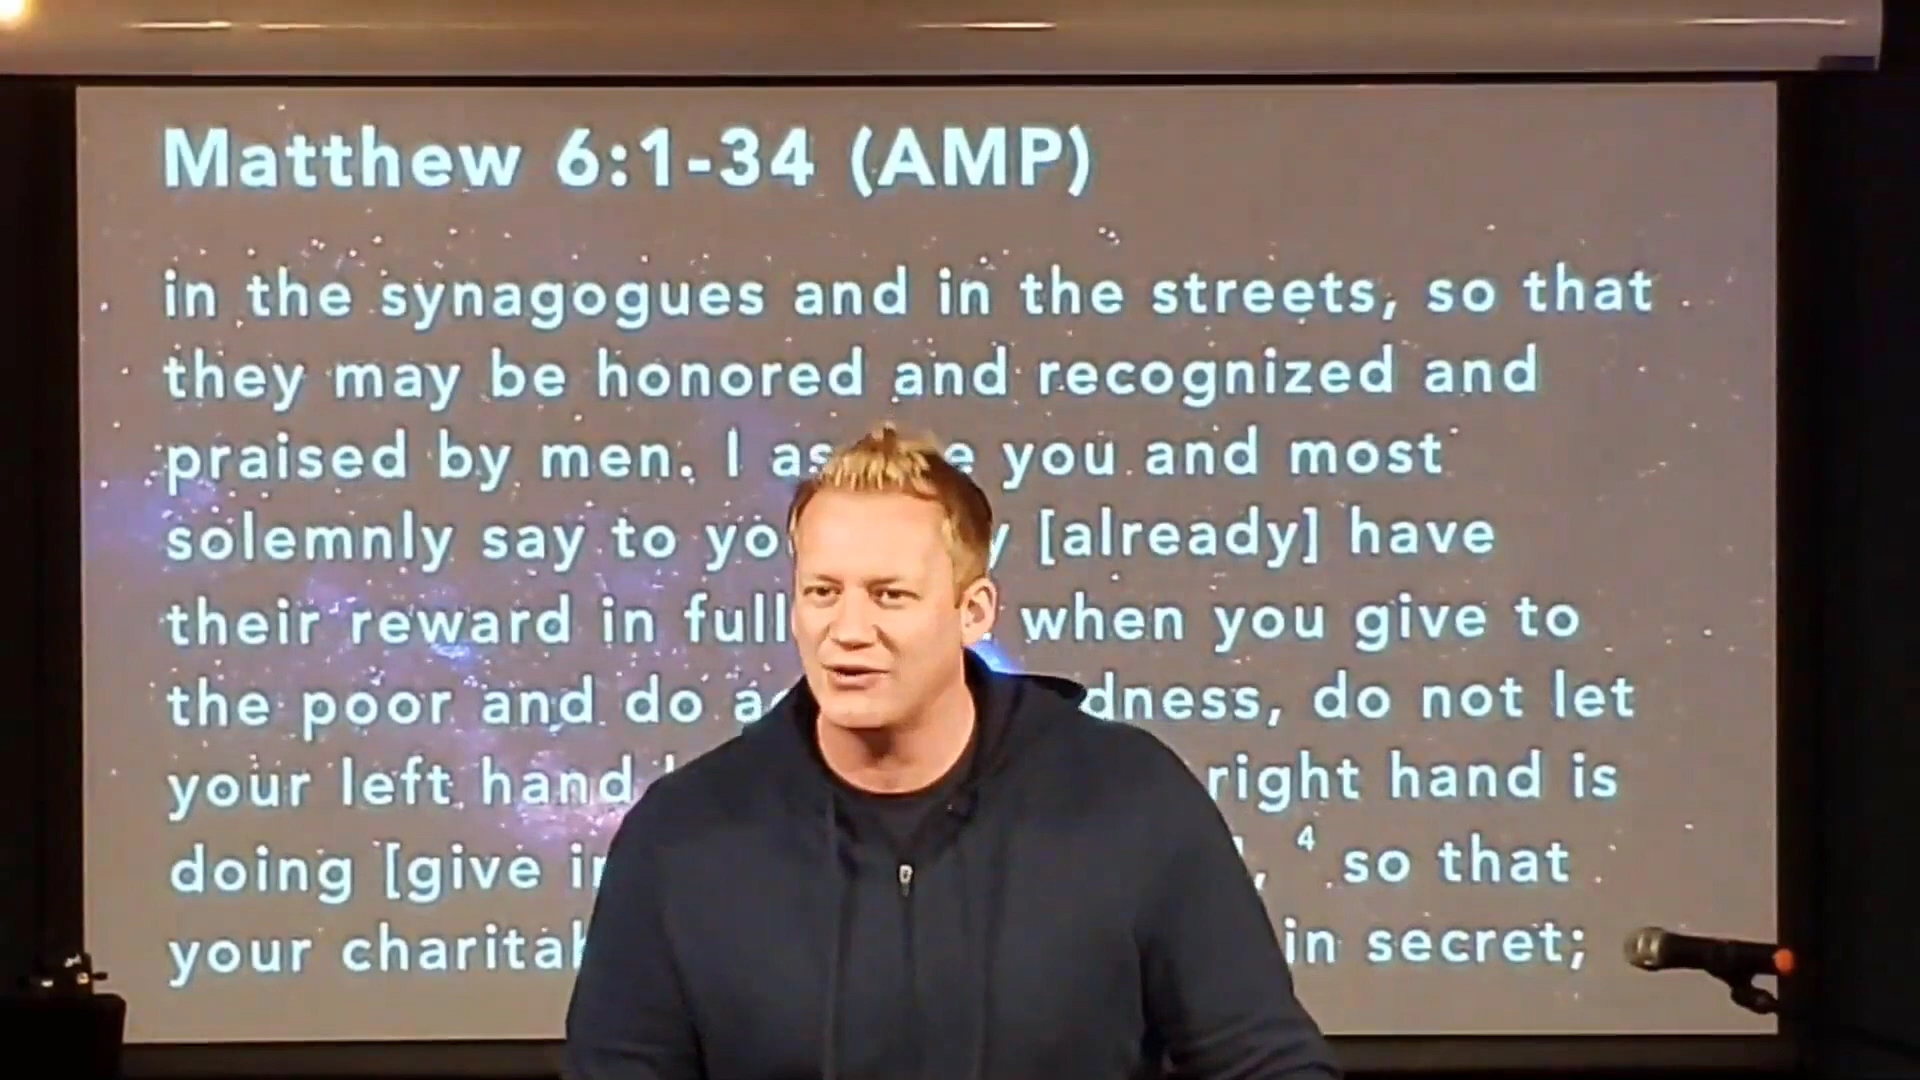 Matthew 6:1-34 (AMP)
in the synagogues and in the streets, so that
they may be honored and recognized and
praised by men. I as e you and most
solemnly say to yo y [already] have
their reward in full when you give to
the poor and do a dness, do not let
your left hand right hand is
doing [give i , 4 so that
your charita in secret;